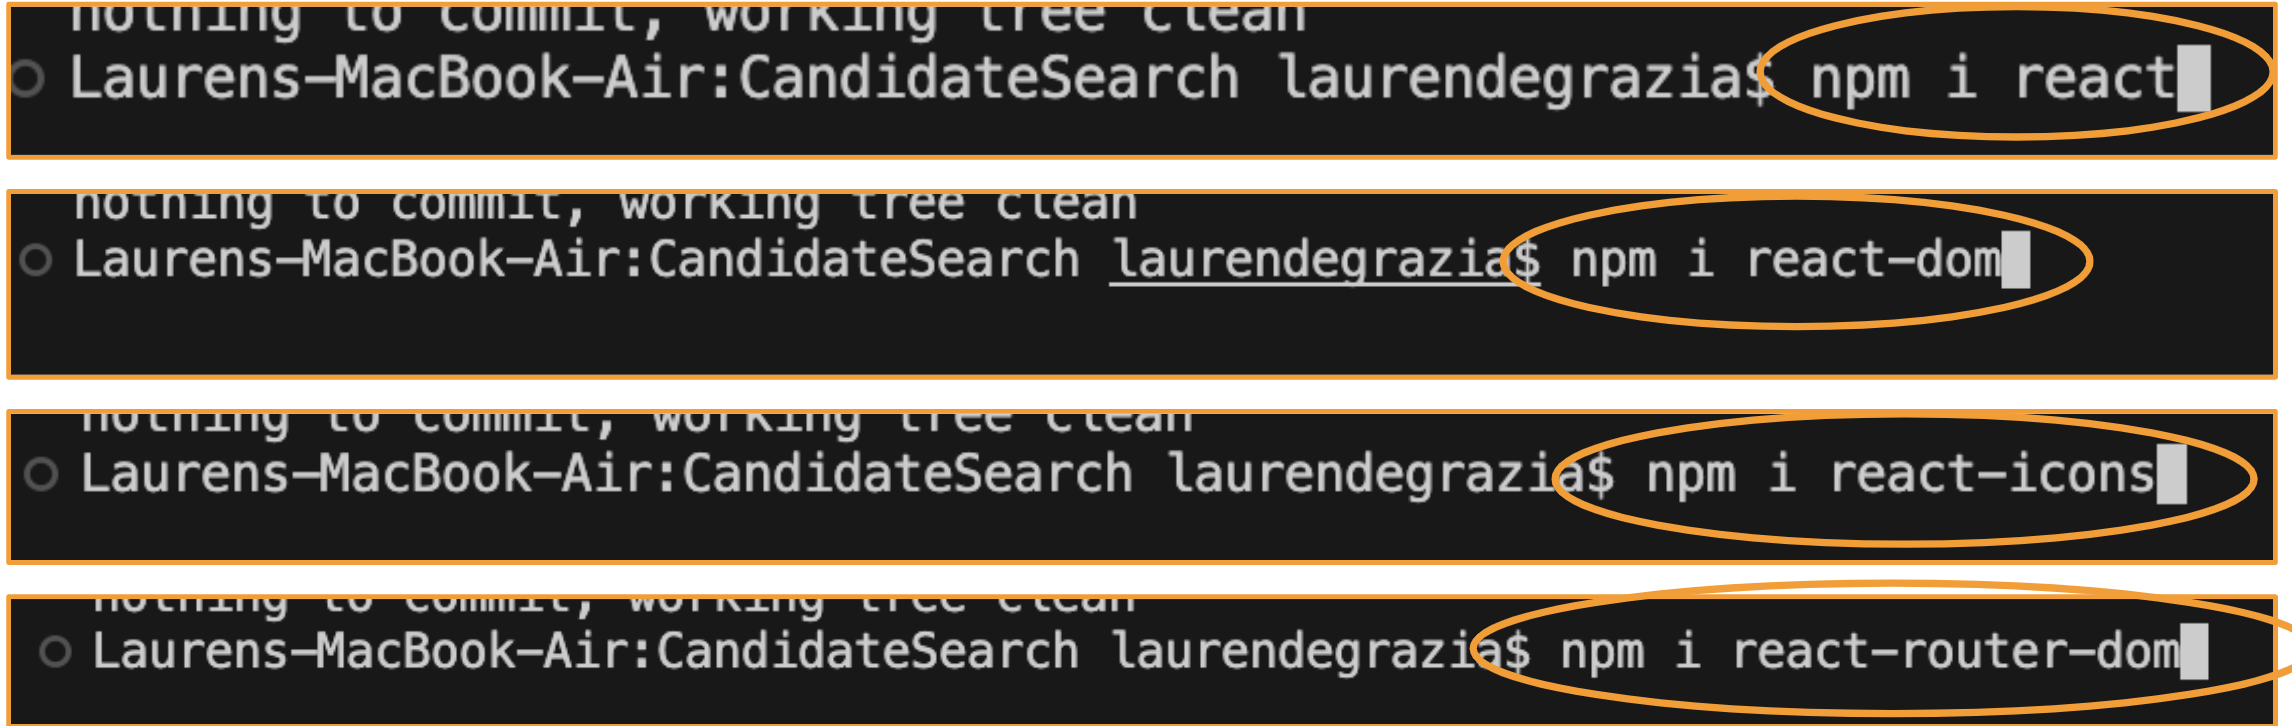 nothing to commit, working tree clean
Laurens-MacBook-Air:CandidateSearch laurendegrazia$ npm i react
nothing to commit, working tree clean
Laurens-MacBook-Air:CandidateSearch laurendegrazia$ npm i react-dom
nothing to commit, working tree clean
Laurens-MacBook-Air:CandidateSearch laurendegrazia$ npm i react-icons
nothing to commit, working tree clean
Laurens-MacBook-Air:CandidateSearch laurendegrazia$ npm i react-router-dom